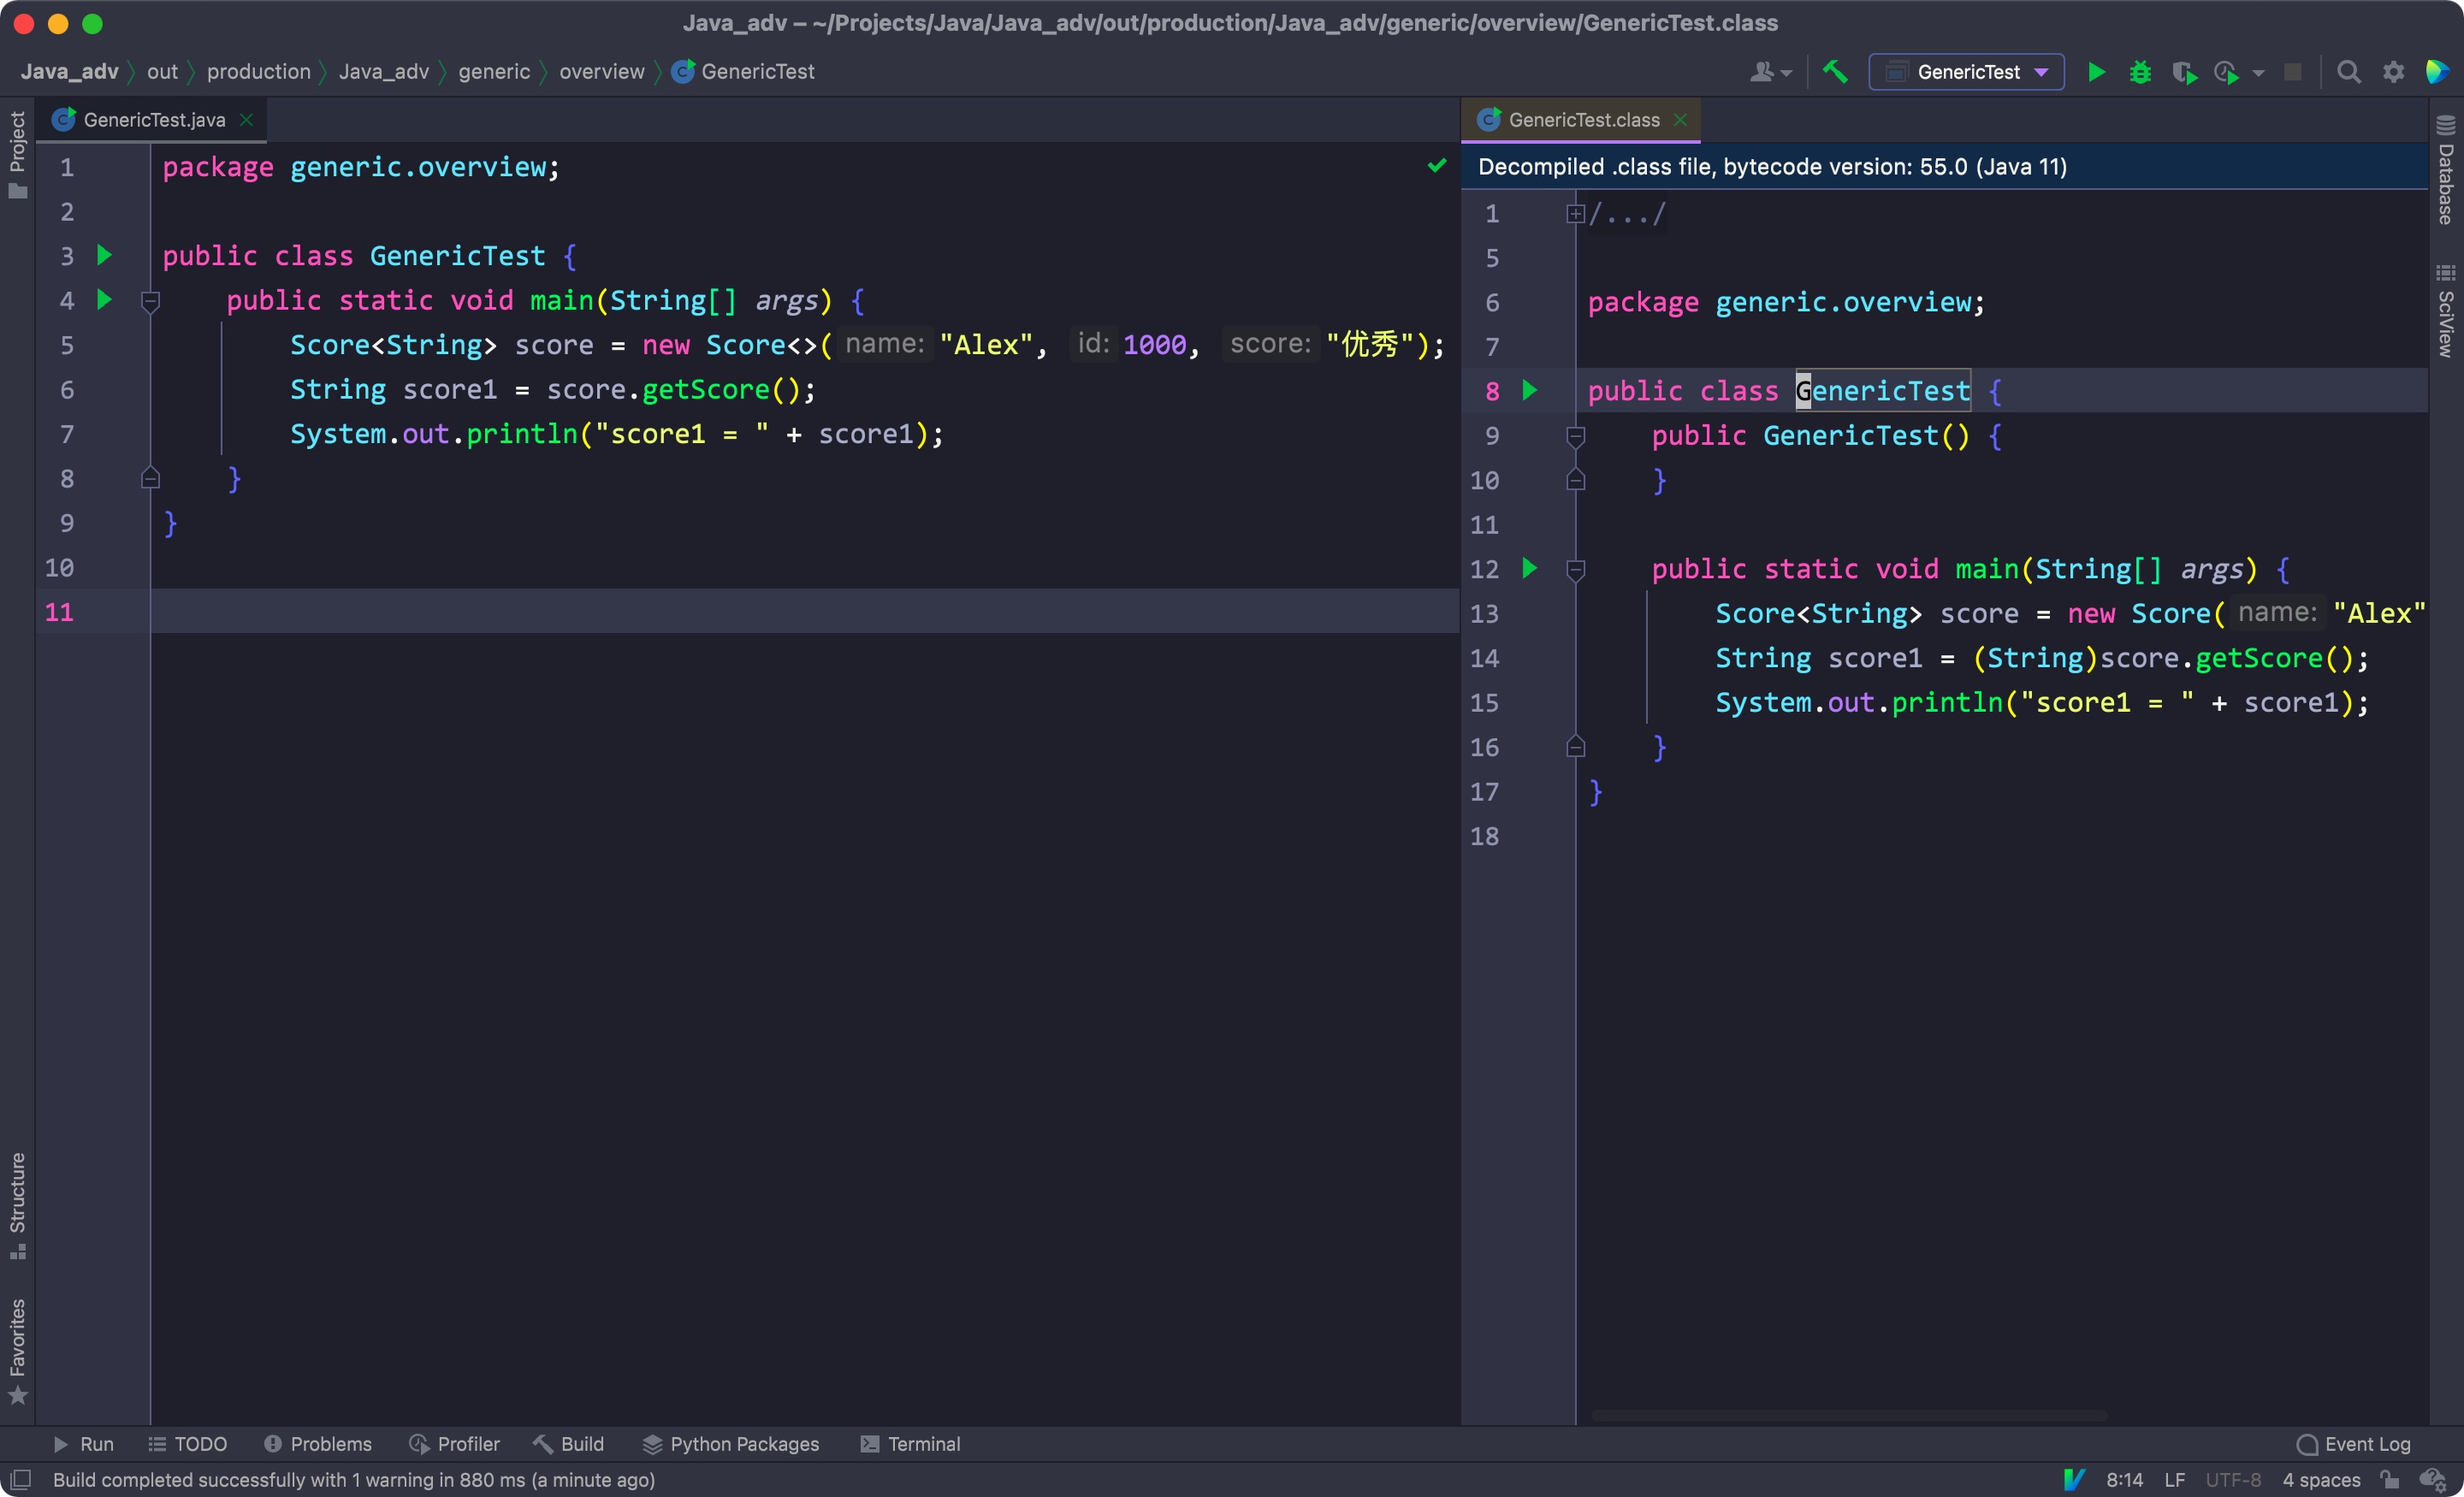 Java_adv – ~/Projects/Java/Java_adv/out/production/Java_adv/generic/overview/GenericTest.class
Java_adv 〉 out 〉 production 〉 Java_adv 〉 generic 〉 overview 〉 GenericTest
GenericTest
Project
Structure
Favorites
GenericTest.java
1 package generic.overview;
2
3 public class GenericTest {
4 public static void main(String[] args) {
5 Score<String> score = new Score<>( name: "Alex", id: 1000, score: "优秀");
6 String score1 = score.getScore();
7 System.out.println("score1 = " + score1);
8 }
9 }
10
11
GenericTest.class
Decompiled .class file, bytecode version: 55.0 (Java 11)
1 /.../
5
6 package generic.overview;
7
8 public class GenericTest {
9 public GenericTest() {
10 }
11
12 public static void main(String[] args) {
13 Score<String> score = new Score( name: "Alex"
14 String score1 = (String)score.getScore();
15 System.out.println("score1 = " + score1);
16 }
17 }
18
Database
SciView
Run TODO Problems Profiler Build Python Packages Terminal Event Log
Build completed successfully with 1 warning in 880 ms (a minute ago) 8:14 LF UTF-8 4 spaces